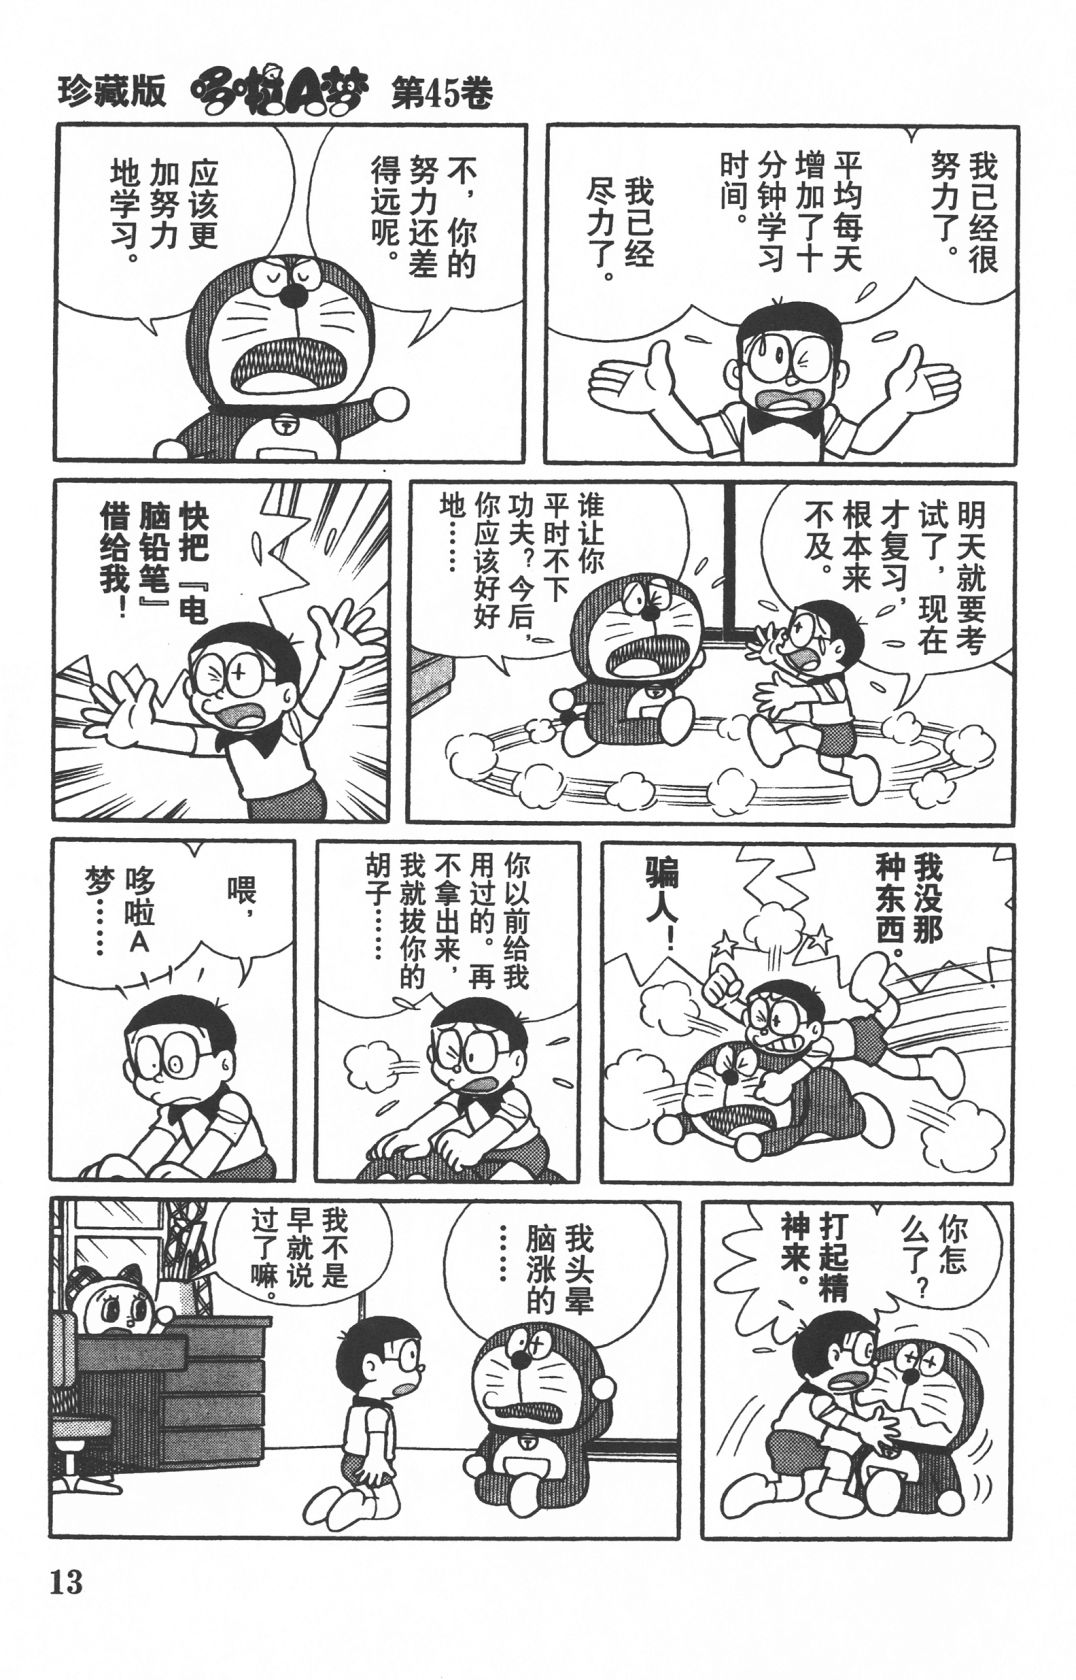 珍藏版 哆啦A梦 第45卷
我已经很
努力了。
平均每天
增加了十
分钟学习
时间。
我已经
尽力了。
不，你的
努力还差
得远呢。
应该更
加努力
地学习。
明天就要考
试了，现在
才复习，
根本来
不及。
谁让你
平时不下
功夫？今后，
你应该好好
地……
快把『电
脑铅笔』
借给我！
我没那
种东西。
骗人！
你以前给我
用过的。再
不拿出来，
我就拔你的
胡子……
喂，
哆啦A
梦……
你怎
么了？
打起精
神来。
我头晕
脑涨的
……
我不是
早就说
过了嘛。
13